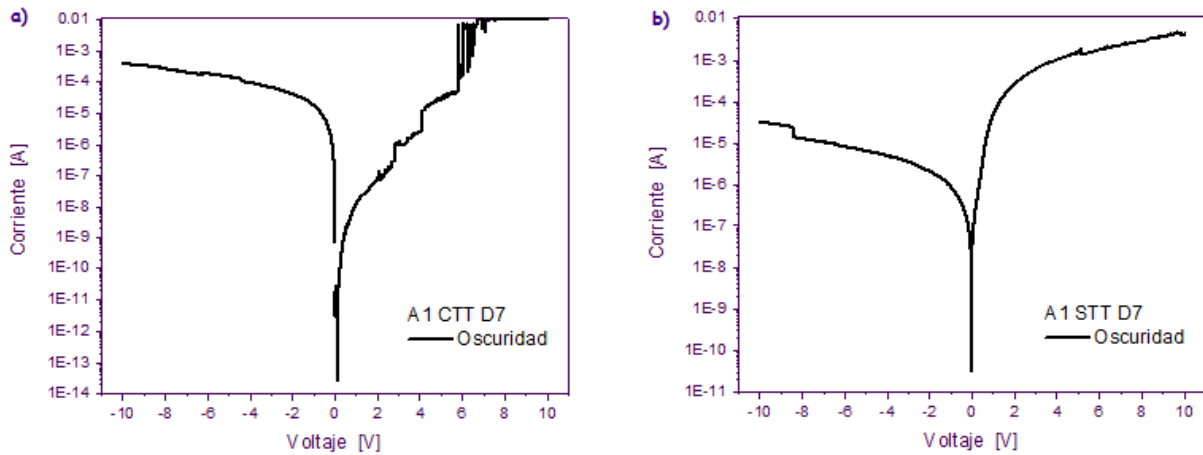 a)
Corriente [A]
0.01
1E-3
1E-4
1E-5
1E-6
1E-7
1E-8
1E-9
1E-10
1E-11
1E-12
1E-13
1E-14
-10 -8 -6 -4 -2 0 2 4 6 8 10
Voltaje [V]
A1 CTT D7
Oscuridad
b)
Corriente [A]
0.01
1E-3
1E-4
1E-5
1E-6
1E-7
1E-8
1E-9
1E-10
1E-11
-10 -8 -6 -4 -2 0 2 4 6 8 10
Voltaje [V]
A1 STT D7
Oscuridad